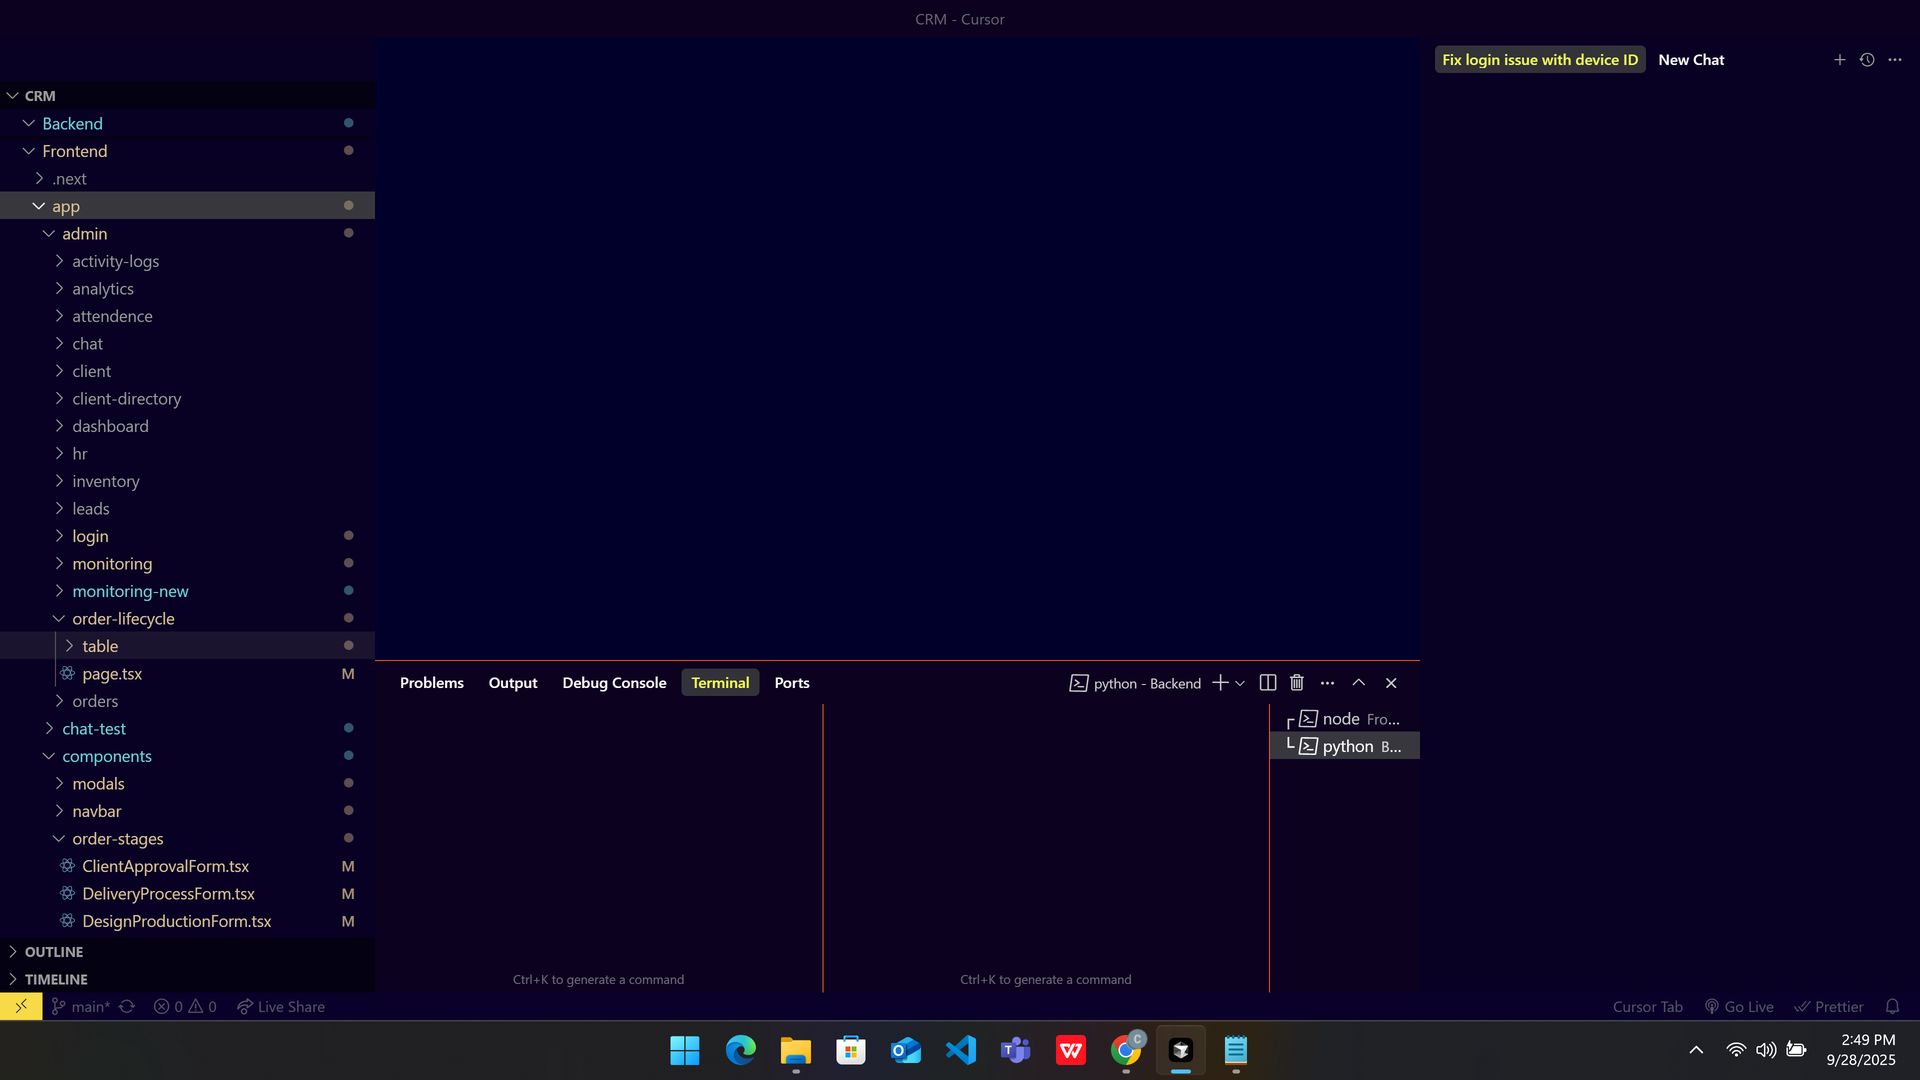 CRM - Cursor
Fix login issue with device ID
New Chat
CRM
Backend
Frontend
.next
app
admin
activity-logs
analytics
attendence
chat
client
client-directory
dashboard
hr
inventory
leads
login
monitoring
monitoring-new
order-lifecycle
table
page.tsx M
orders
chat-test
components
modals
navbar
order-stages
ClientApprovalForm.tsx M
DeliveryProcessForm.tsx M
DesignProductionForm.tsx M
OUTLINE
TIMELINE
Problems Output Debug Console Terminal Ports
python - Backend
node Fro...
python B...
Ctrl+K to generate a command
Ctrl+K to generate a command
main* 0 0 Live Share
Cursor Tab Go Live Prettier
C
2:49 PM
9/28/2025